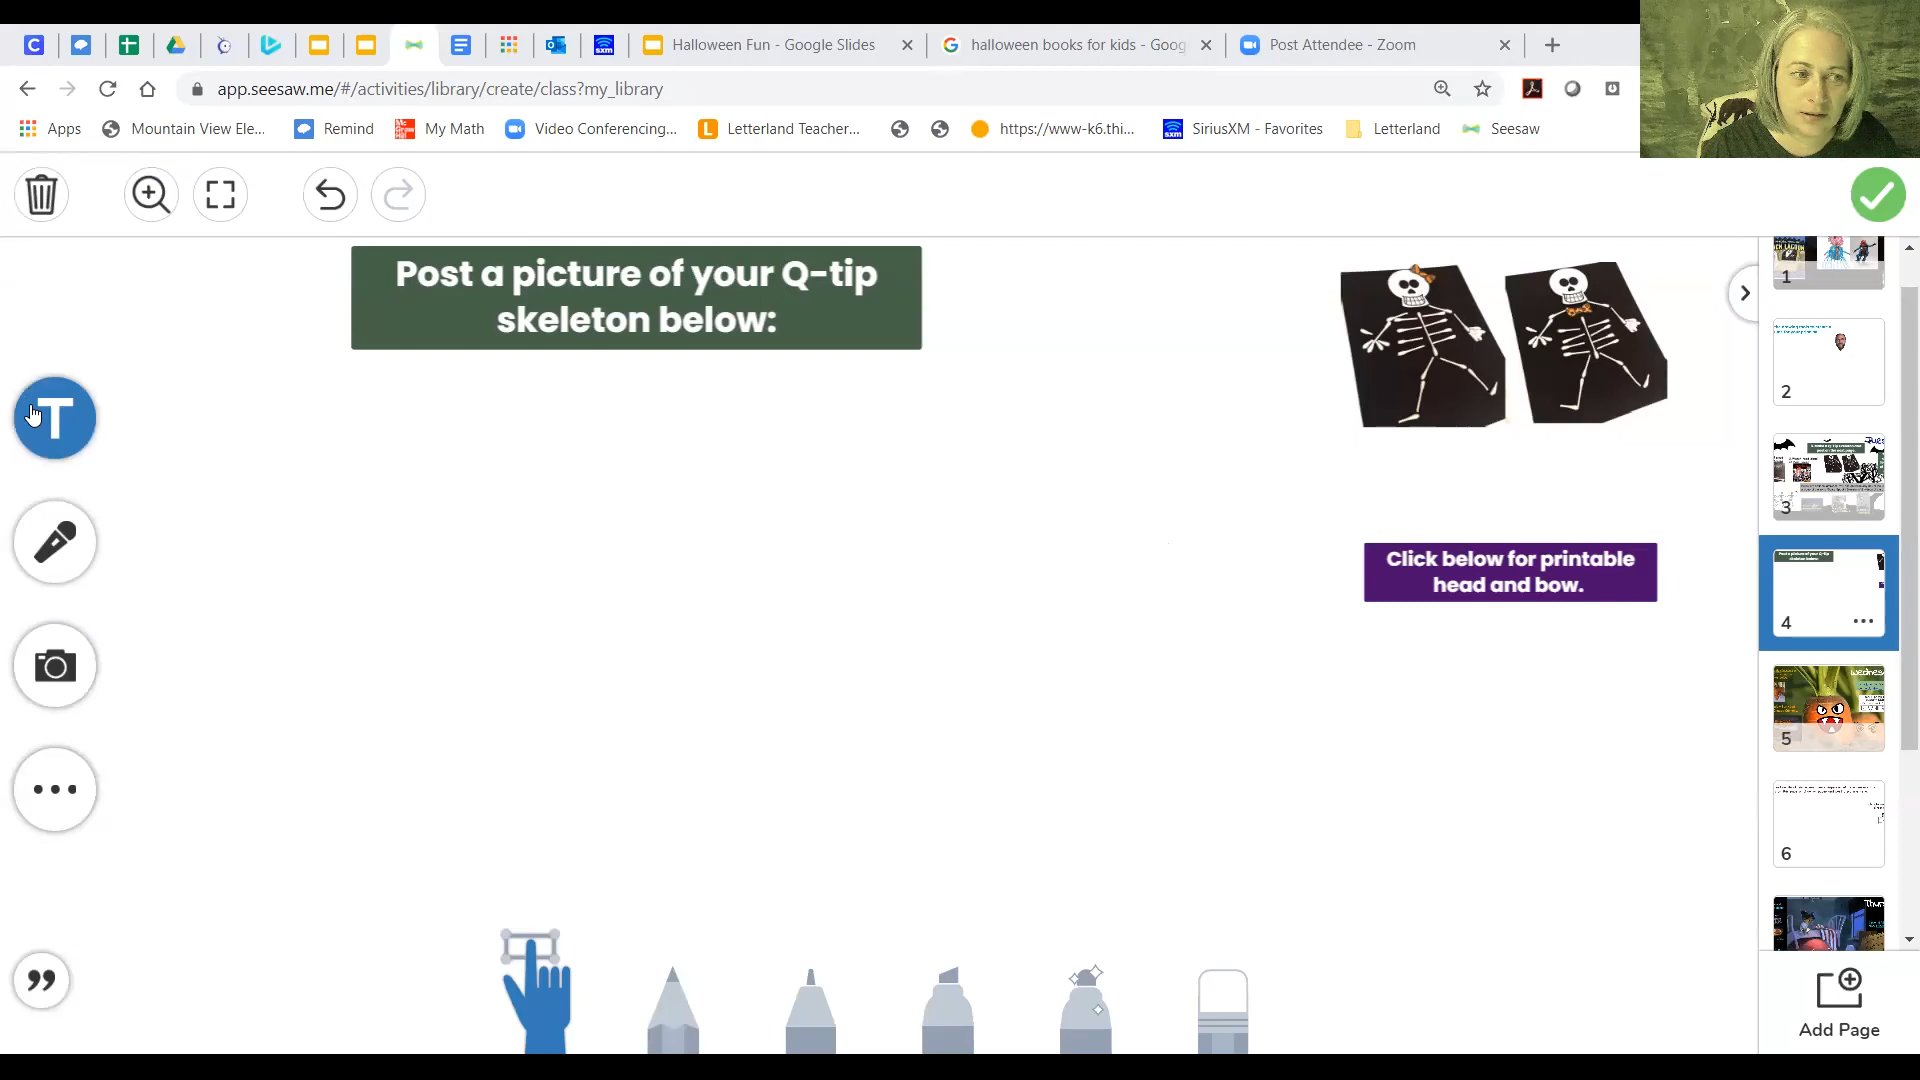 Halloween Fun - Google Slides
halloween books for kids - Goog
Post Attendee - Zoom
app.seesaw.me/#/activities/library/create/class?my_library
Apps
Mountain View Ele...
Remind
My Math
Video Conferencing...
Letterland Teacher...
https://www-k6.thi...
SiriusXM - Favorites
Letterland
Seesaw
Post a picture of your Q-tip
skeleton below:
Click below for printable
head and bow.
T
1
2
3
4
5
6
Add Page